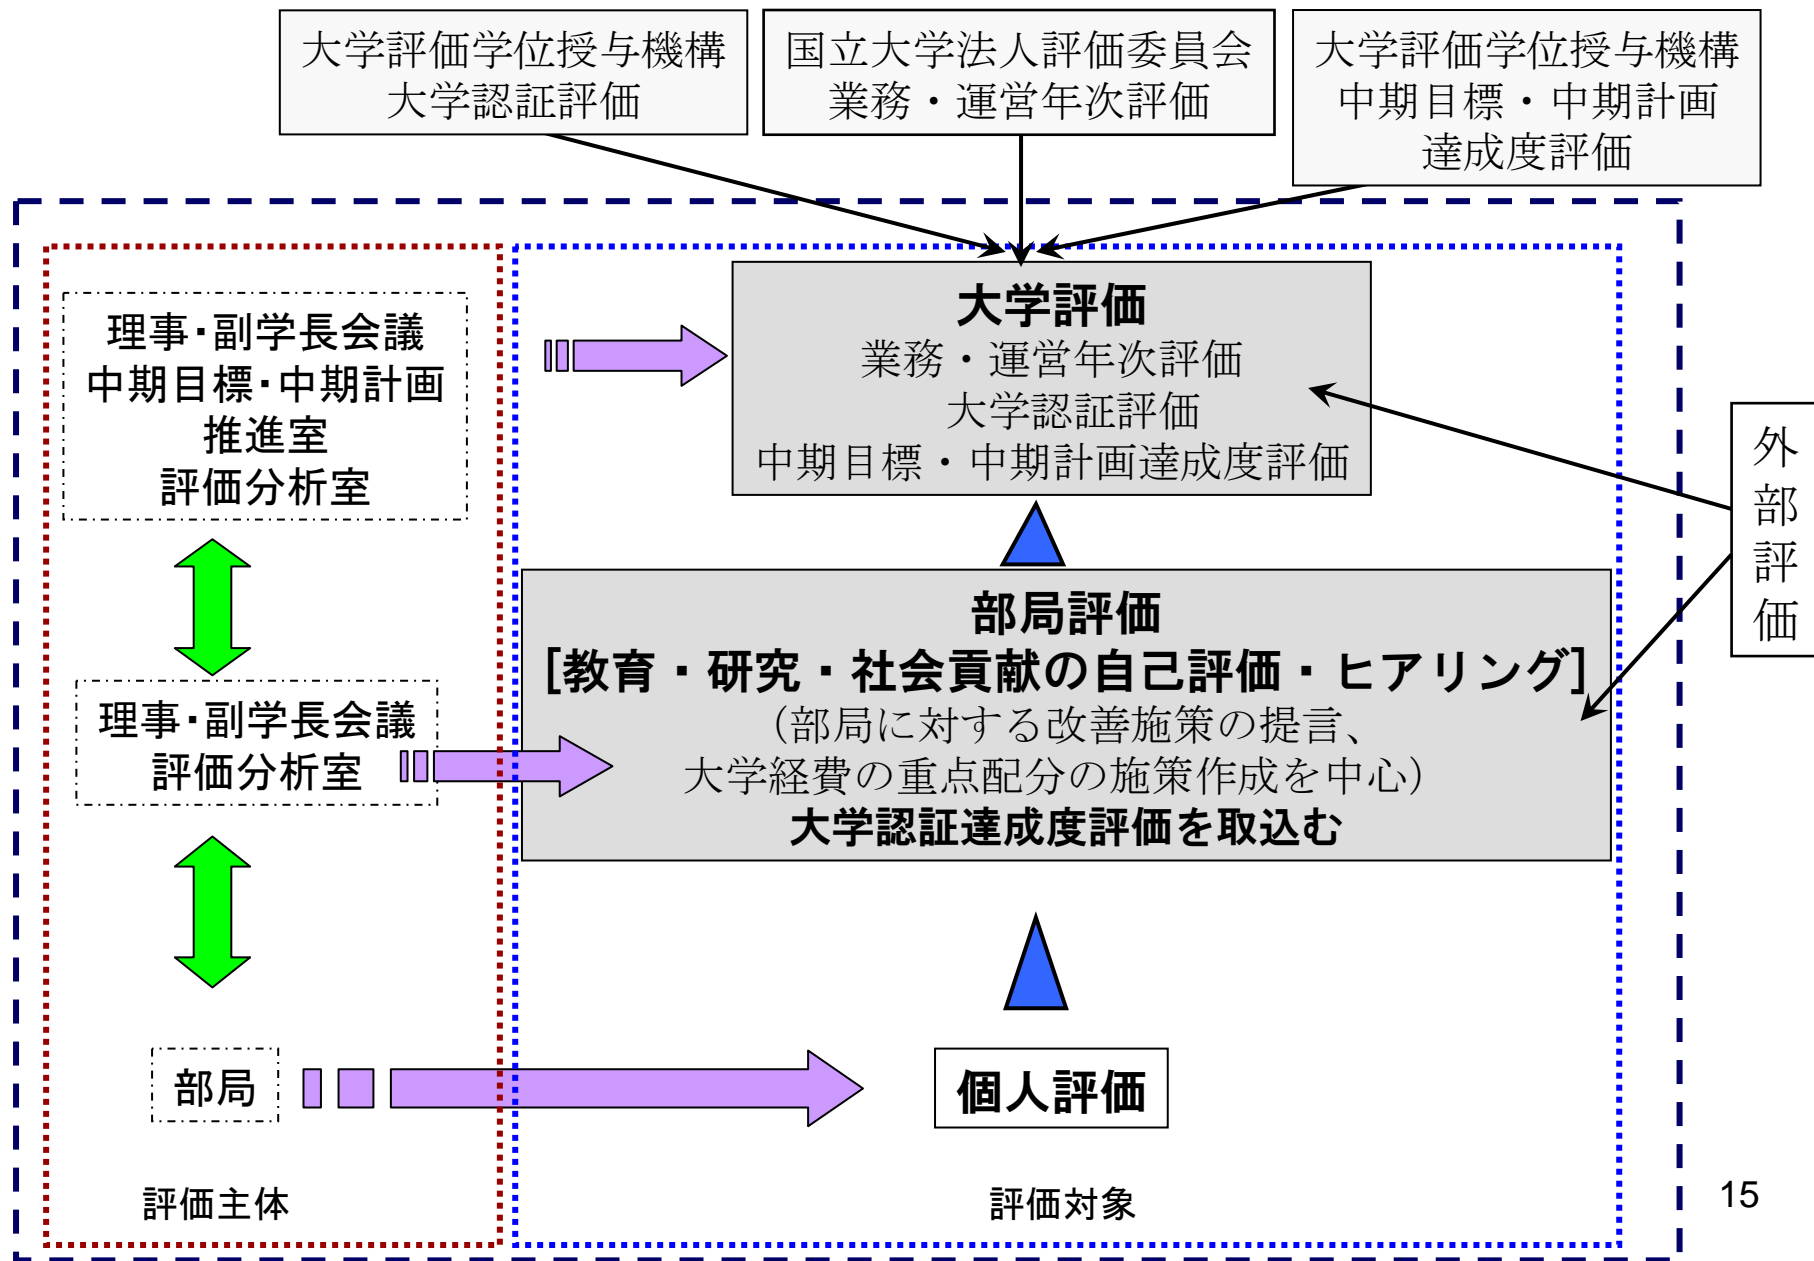 大学評価学位授与機構
大学認証評価
国立大学法人評価委員会
業務・運営年次評価
大学評価学位授与機構
中期目標・中期計画
達成度評価
理事・副学長会議
中期目標・中期計画
推進室
評価分析室
大学評価
業務・運営年次評価
大学認証評価
中期目標・中期計画達成度評価
外部評価
理事・副学長会議
評価分析室
部局評価
[教育・研究・社会貢献の自己評価・ヒアリング]
（部局に対する改善施策の提言、
大学経費の重点配分の施策作成を中心）
大学認証達成度評価を取込む
部局
個人評価
評価主体
評価対象
15